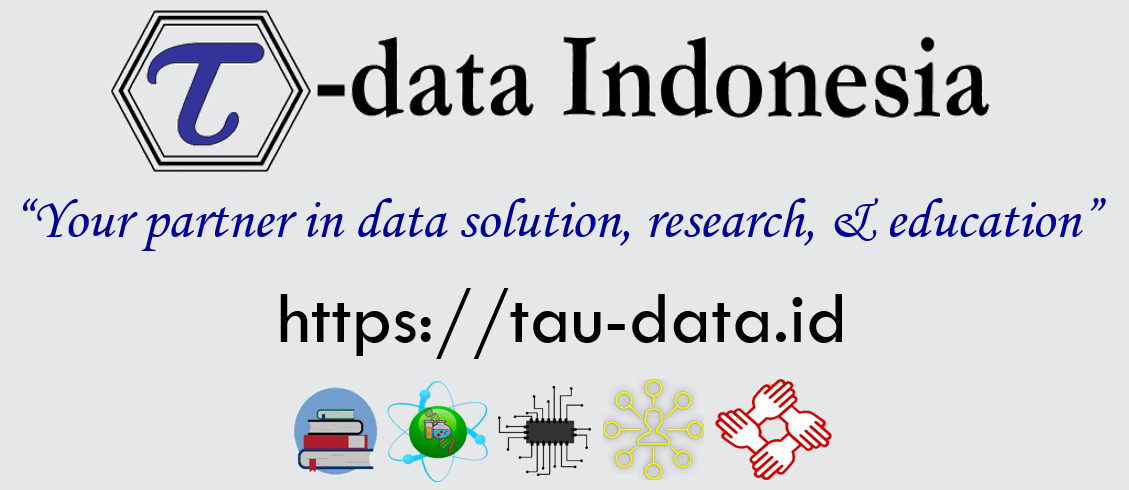 τ-data Indonesia
“Your partner in data solution, research, & education”
https://tau-data.id